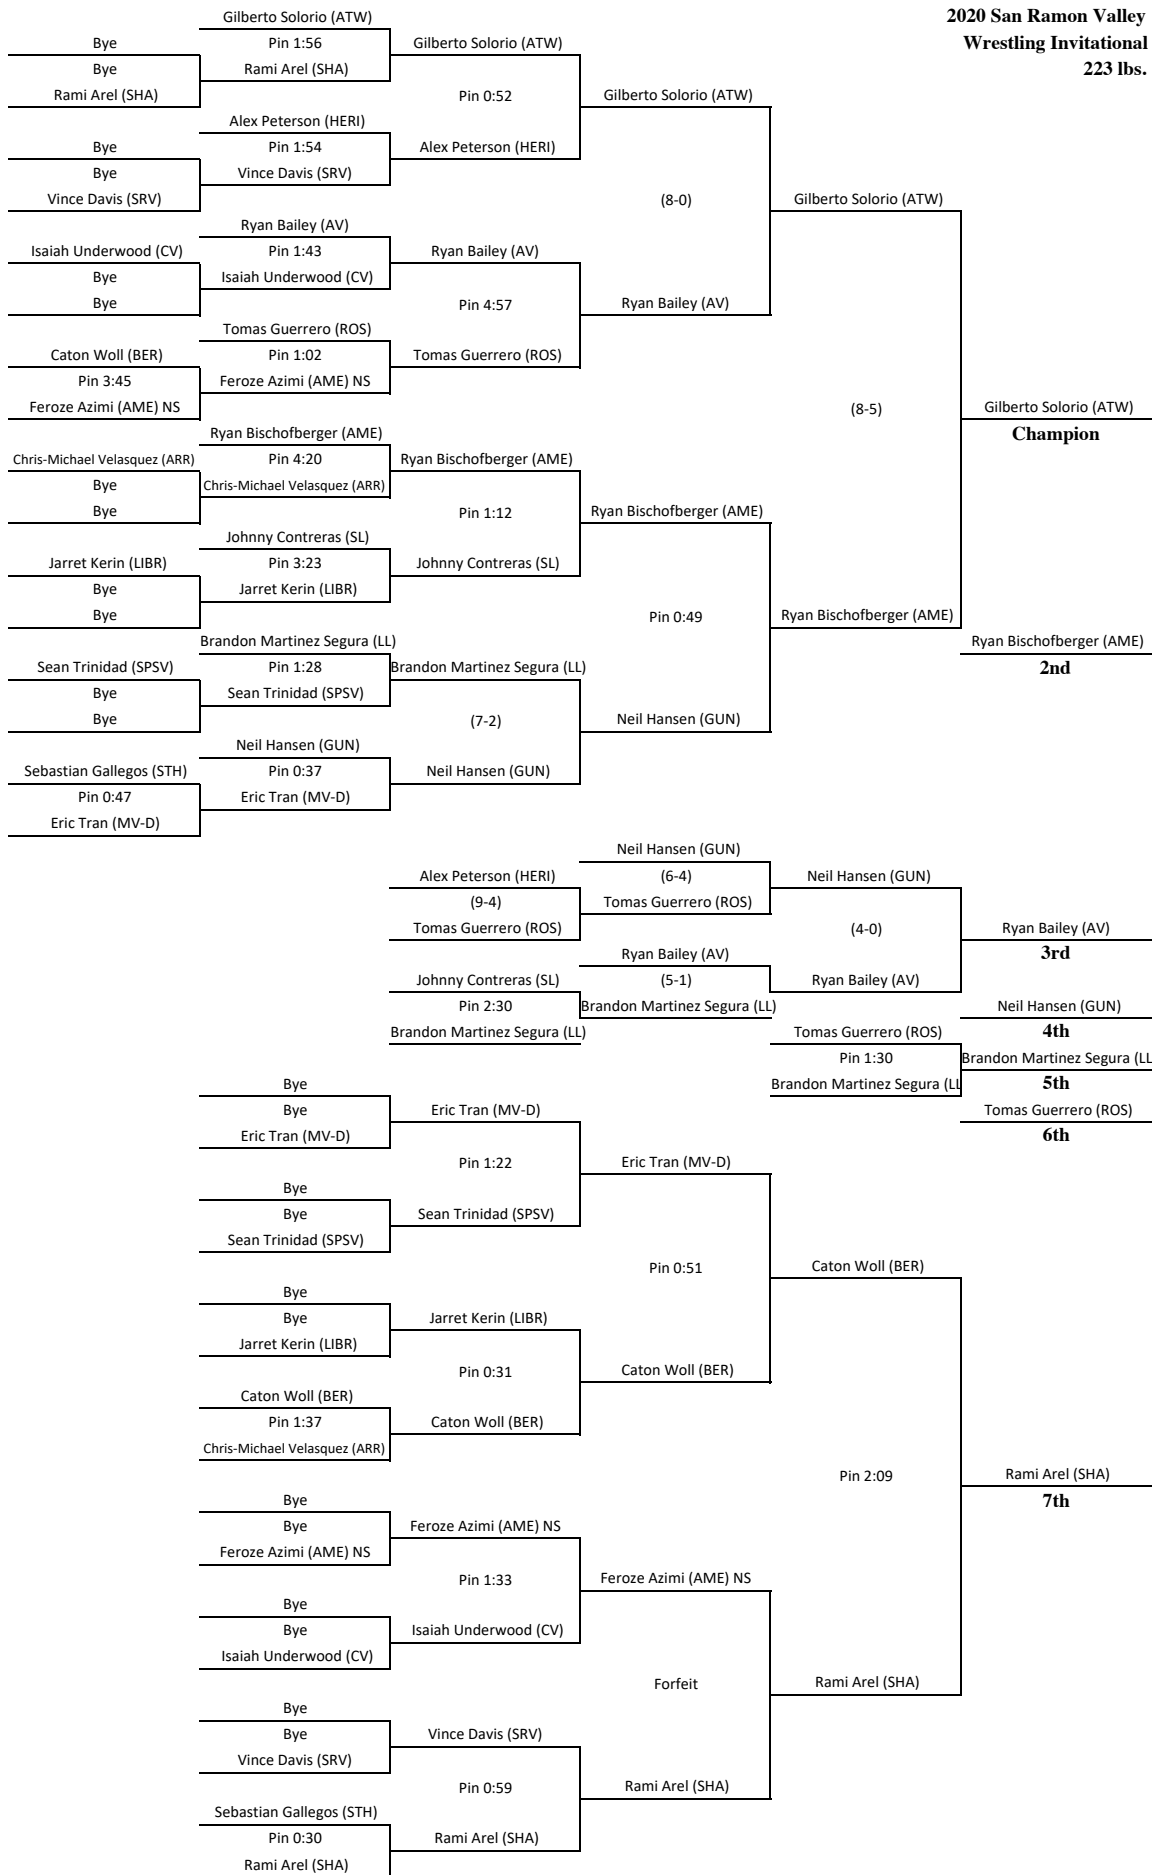 2020 San Ramon Valley
Wrestling Invitational
223 lbs.
Bye
Bye
Rami Arel (SHA)
Bye
Bye
Vince Davis (SRV)
Isaiah Underwood (CV)
Bye
Bye
Caton Woll (BER)
Pin 3:45
Feroze Azimi (AME) NS
Chris-Michael Velasquez (ARR)
Bye
Bye
Jarret Kerin (LIBR)
Bye
Bye
Sean Trinidad (SPSV)
Bye
Bye
Sebastian Gallegos (STH)
Pin 0:47
Eric Tran (MV-D)
Gilberto Solorio (ATW)
Pin 1:56
Rami Arel (SHA)
Alex Peterson (HERI)
Pin 1:54
Vince Davis (SRV)
Ryan Bailey (AV)
Pin 1:43
Isaiah Underwood (CV)
Tomas Guerrero (ROS)
Pin 1:02
Feroze Azimi (AME) NS
Ryan Bischofberger (AME)
Pin 4:20
Chris-Michael Velasquez (ARR)
Johnny Contreras (SL)
Pin 3:23
Jarret Kerin (LIBR)
Brandon Martinez Segura (LL)
Pin 1:28
Sean Trinidad (SPSV)
Neil Hansen (GUN)
Pin 0:37
Eric Tran (MV-D)
Gilberto Solorio (ATW)
Pin 0:52
Alex Peterson (HERI)
Ryan Bailey (AV)
Pin 4:57
Tomas Guerrero (ROS)
Ryan Bischofberger (AME)
Pin 1:12
Johnny Contreras (SL)
Brandon Martinez Segura (LL)
(7-2)
Neil Hansen (GUN)
Gilberto Solorio (ATW)
(8-0)
Ryan Bailey (AV)
Ryan Bischofberger (AME)
Pin 0:49
Neil Hansen (GUN)
Gilberto Solorio (ATW)
(8-5)
Ryan Bischofberger (AME)
Gilberto Solorio (ATW)
Champion
Ryan Bischofberger (AME)
2nd
Alex Peterson (HERI)
(9-4)
Tomas Guerrero (ROS)
Johnny Contreras (SL)
Pin 2:30
Brandon Martinez Segura (LL)
Neil Hansen (GUN)
(6-4)
Tomas Guerrero (ROS)
Ryan Bailey (AV)
(5-1)
Brandon Martinez Segura (LL)
Neil Hansen (GUN)
(4-0)
Ryan Bailey (AV)
Tomas Guerrero (ROS)
Pin 1:30
Brandon Martinez Segura (LL
Ryan Bailey (AV)
3rd
Neil Hansen (GUN)
4th
Brandon Martinez Segura (LL
5th
Tomas Guerrero (ROS)
6th
Bye
Bye
Eric Tran (MV-D)
Bye
Bye
Sean Trinidad (SPSV)
Bye
Bye
Jarret Kerin (LIBR)
Caton Woll (BER)
Pin 1:37
Chris-Michael Velasquez (ARR)
Bye
Bye
Feroze Azimi (AME) NS
Bye
Bye
Isaiah Underwood (CV)
Bye
Bye
Vince Davis (SRV)
Sebastian Gallegos (STH)
Pin 0:30
Rami Arel (SHA)
Eric Tran (MV-D)
Pin 1:22
Sean Trinidad (SPSV)
Jarret Kerin (LIBR)
Pin 0:31
Caton Woll (BER)
Feroze Azimi (AME) NS
Pin 1:33
Isaiah Underwood (CV)
Vince Davis (SRV)
Pin 0:59
Rami Arel (SHA)
Eric Tran (MV-D)
Pin 0:51
Caton Woll (BER)
Feroze Azimi (AME) NS
Forfeit
Rami Arel (SHA)
Caton Woll (BER)
Pin 2:09
Rami Arel (SHA)
Rami Arel (SHA)
7th